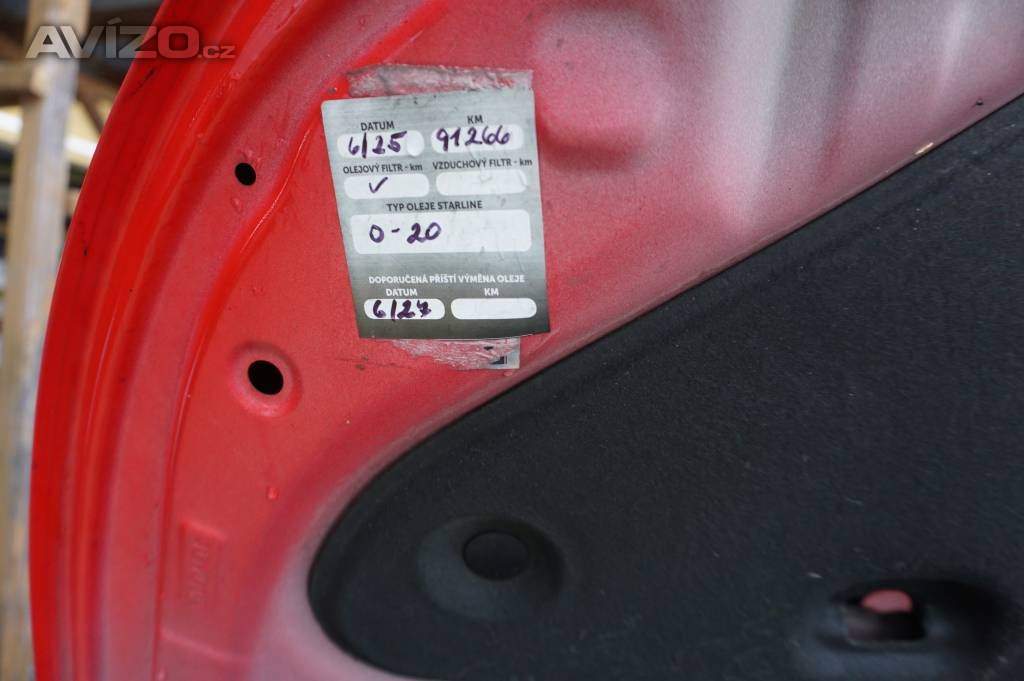 AVÍZO.cz
DATUM KM
6/25 91266
OLEJOVÝ FILTR - km VZDUCHOVÝ FILTR - km
✓
TYP OLEJE STARLINE
0-20
DOPORUČENÁ PŘÍŠTÍ VÝMĚNA OLEJE
DATUM KM
6/27